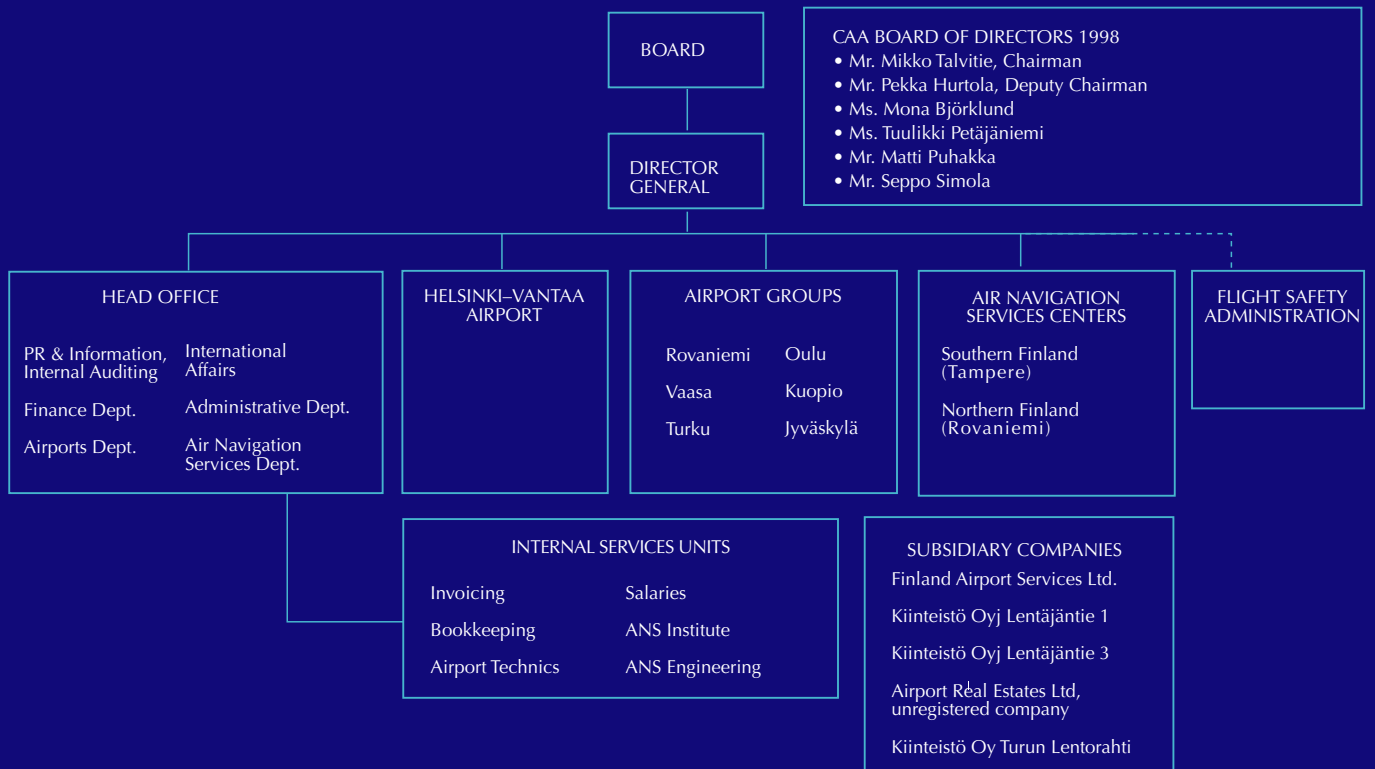 BOARD
CAA BOARD OF DIRECTORS 1998
• Mr. Mikko Talvitie, Chairman
• Mr. Pekka Hurtola, Deputy Chairman
• Ms. Mona Björklund
• Ms. Tuulikki Petäjäniemi
• Mr. Matti Puhakka
• Mr. Seppo Simola
DIRECTOR
GENERAL
HEAD OFFICE
PR & Information,
Internal Auditing
Finance Dept.
Airports Dept.
International
Affairs
Administrative Dept.
Air Navigation
Services Dept.
HELSINKI–VANTAA
AIRPORT
AIRPORT GROUPS
Rovaniemi
Vaasa
Turku
Oulu
Kuopio
Jyväskylä
AIR NAVIGATION
SERVICES CENTERS
Southern Finland
(Tampere)
Northern Finland
(Rovaniemi)
FLIGHT SAFETY
ADMINISTRATION
INTERNAL SERVICES UNITS
Invoicing
Bookkeeping
Airport Technics
Salaries
ANS Institute
ANS Engineering
SUBSIDIARY COMPANIES
Finland Airport Services Ltd.
Kiinteistö Oyj Lentäjäntie 1
Kiinteistö Oyj Lentäjäntie 3
Airport Real Estates Ltd,
unregistered company
Kiinteistö Oy Turun Lentorahti